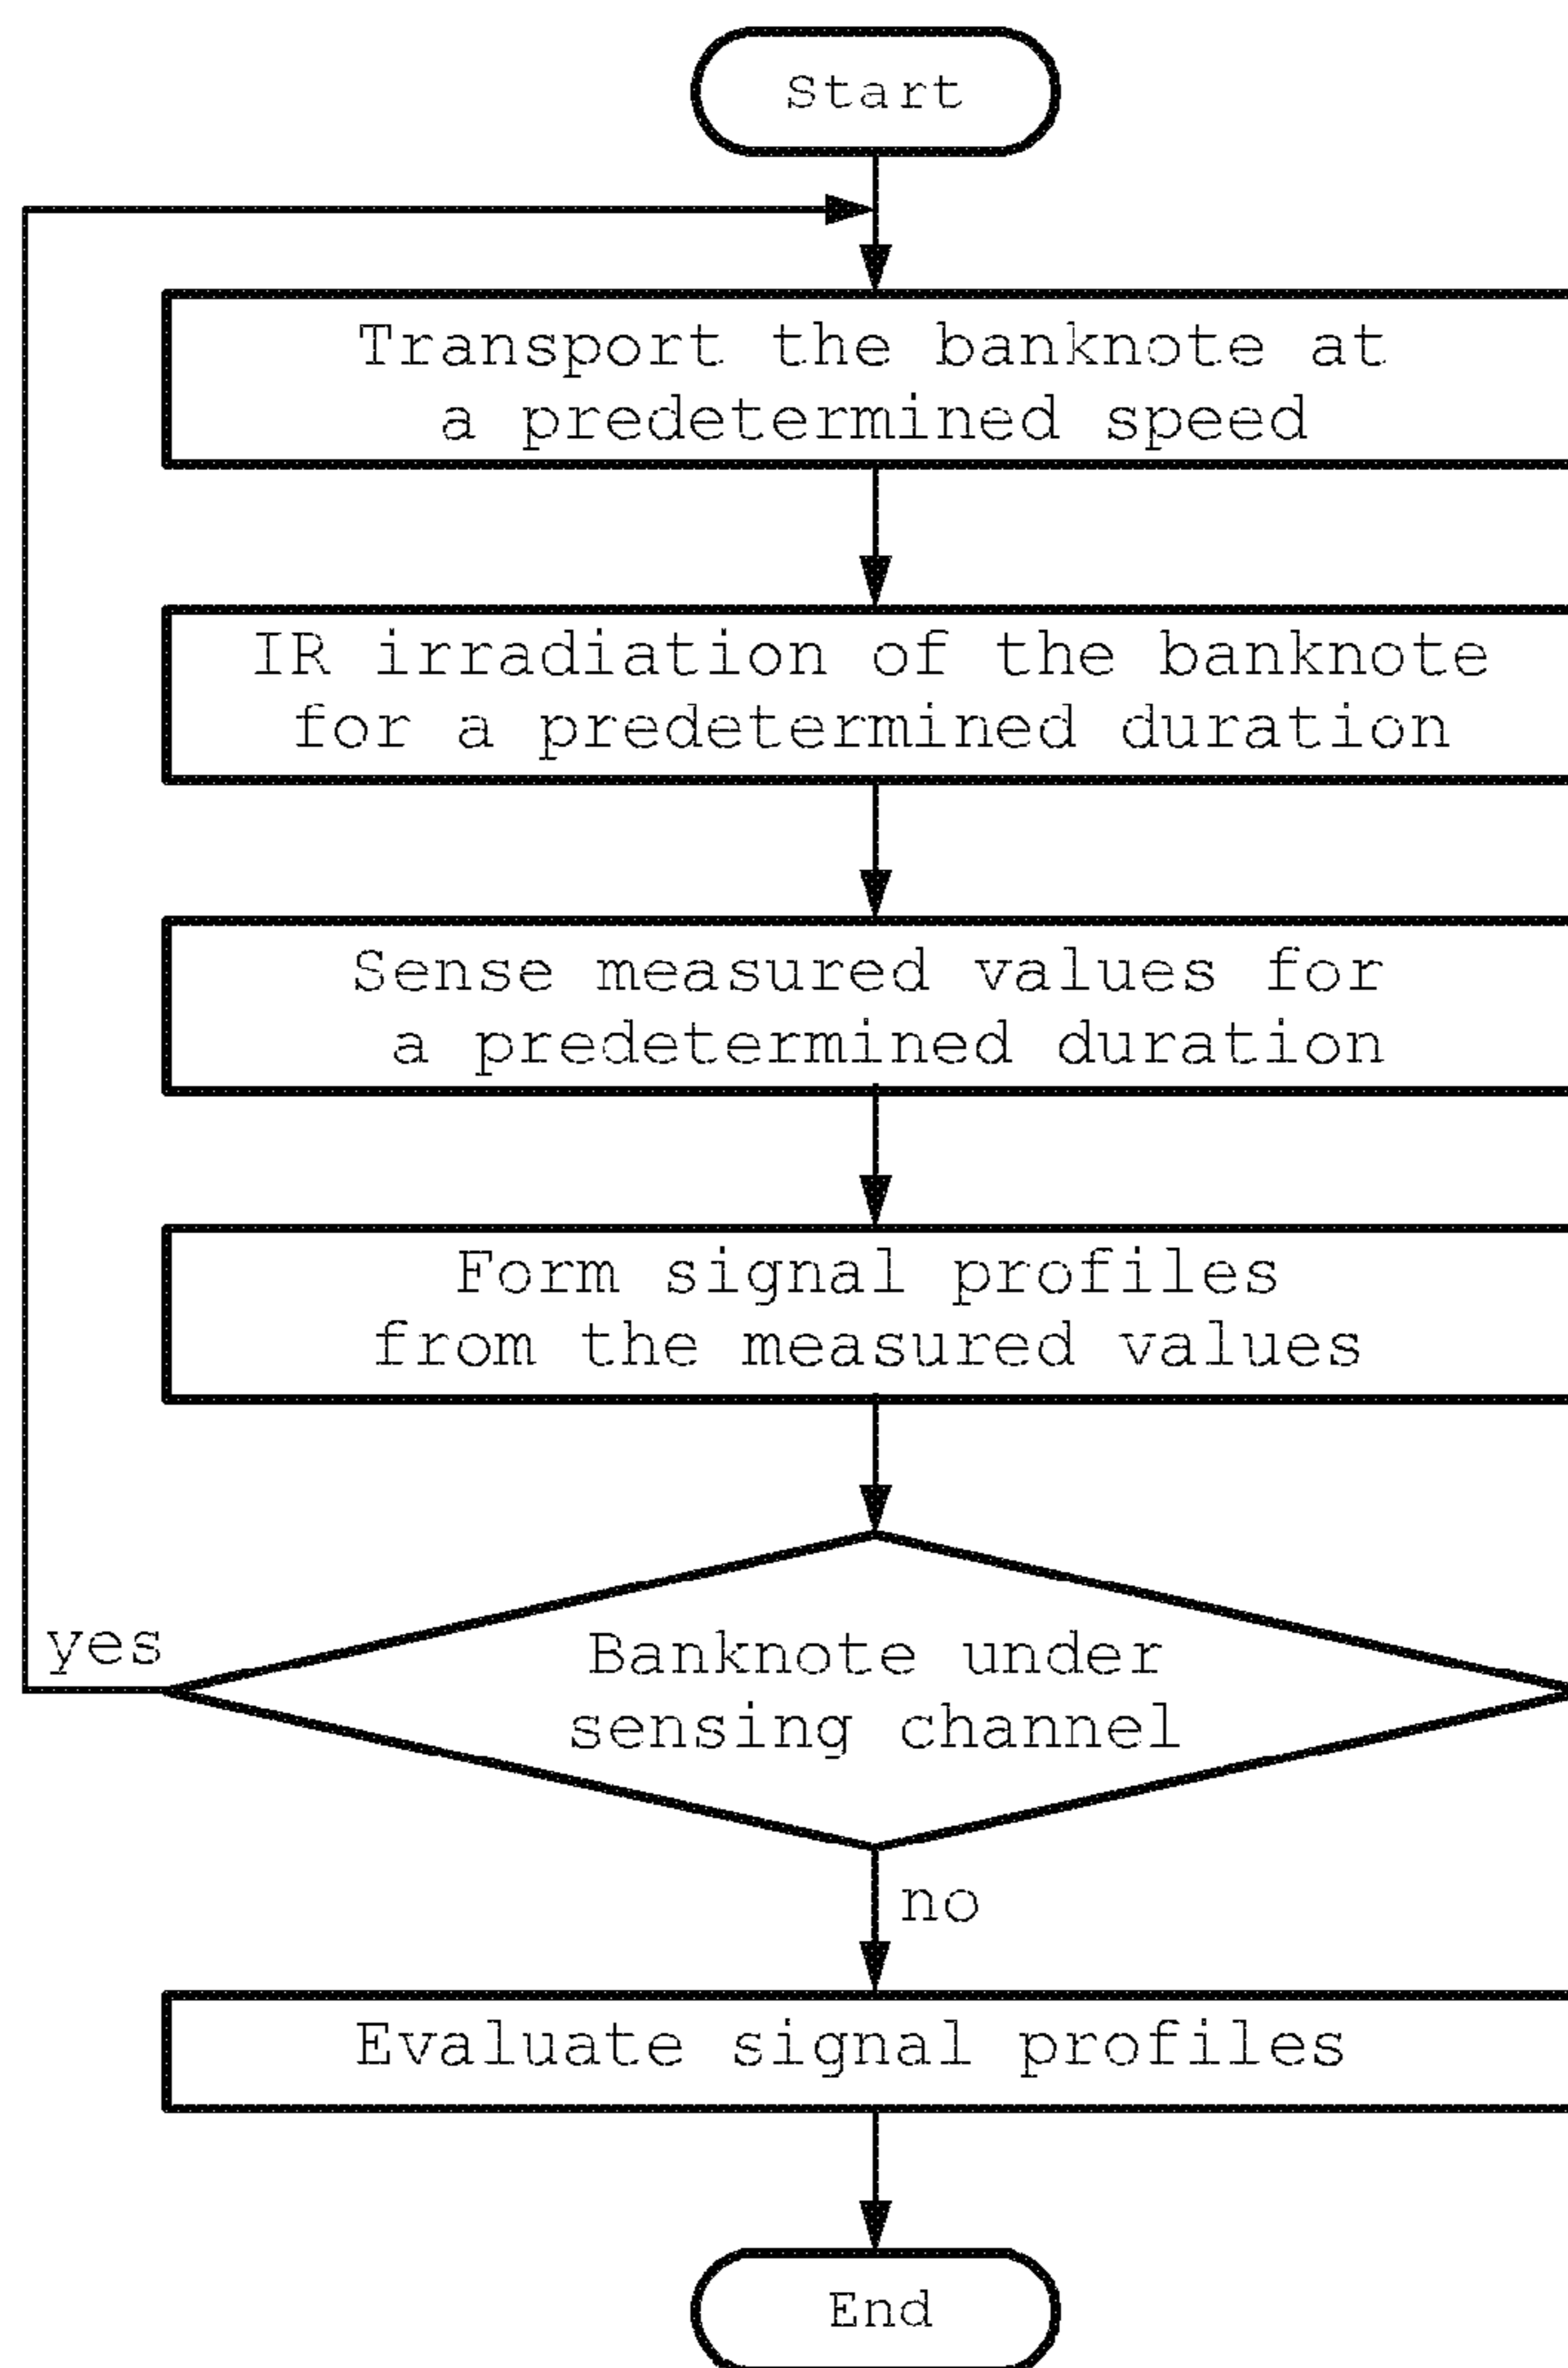 Start
Transport the banknote at
a predetermined speed
IR irradiation of the banknote
for a predetermined duration
Sense measured values for
a predetermined duration
Form signal profiles
from the measured values
yes
Banknote under
sensing channel
no
Evaluate signal profiles
End